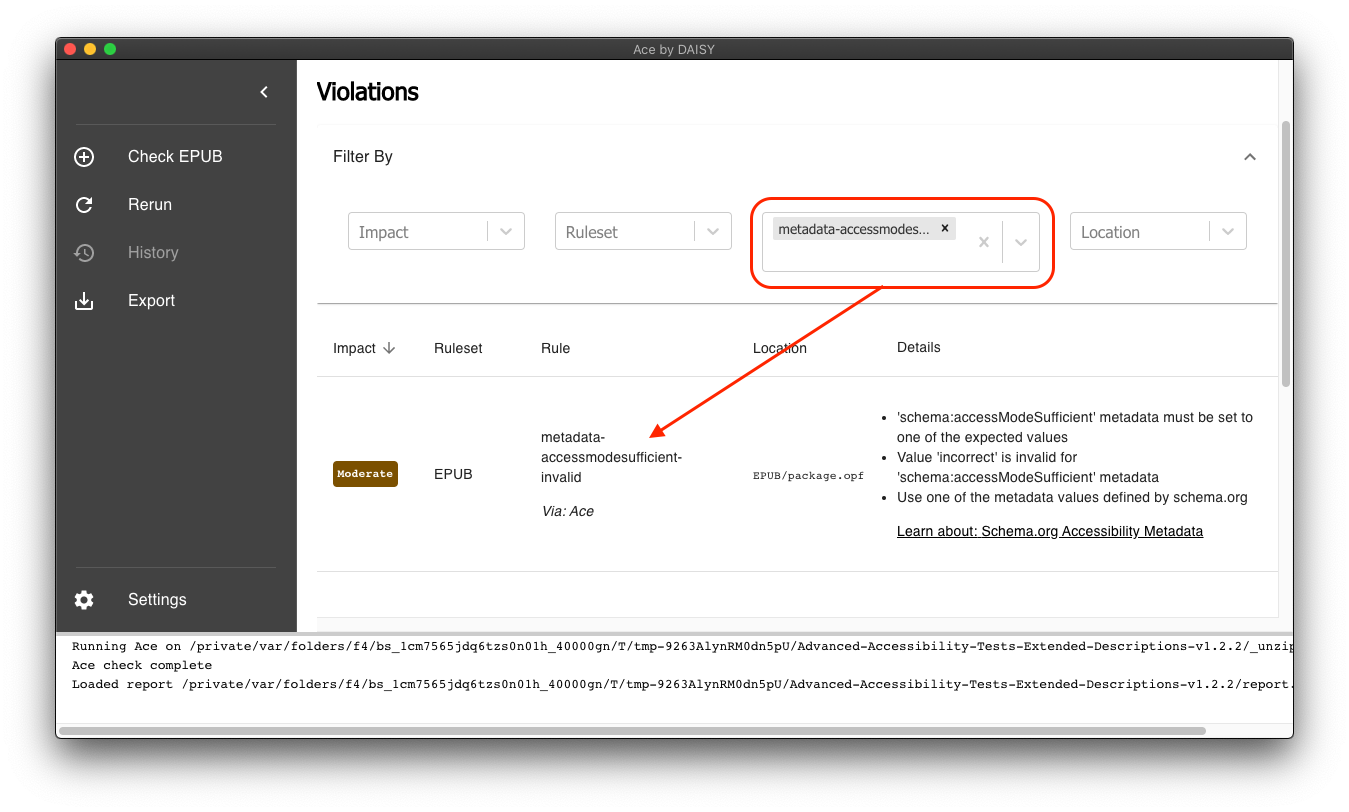 Ace by DAISY
Violations
Check EPUB
Rerun
History
Export
Settings
Filter By
Impact
Ruleset
metadata-accessmodes...
Location
Impact
Ruleset
Rule
Location
Details
Moderate
EPUB
metadata-
accessmodesufficient-
invalid
Via: Ace
EPUB/package.opf
'schema:accessModeSufficient' metadata must be set to
one of the expected values
Value 'incorrect' is invalid for
'schema:accessModeSufficient' metadata
Use one of the metadata values defined by schema.org
Learn about: Schema.org Accessibility Metadata
Running Ace on /private/var/folders/f4/bs_1cm7565jdq6tzs0n01h_40000gn/T/tmp-9263AlynRM0dn5pU/Advanced-Accessibility-Tests-Extended-Descriptions-v1.2.2/_unzip
Ace check complete
Loaded report /private/var/folders/f4/bs_1cm7565jdq6tzs0n01h_40000gn/T/tmp-9263AlynRM0dn5pU/Advanced-Accessibility-Tests-Extended-Descriptions-v1.2.2/report.